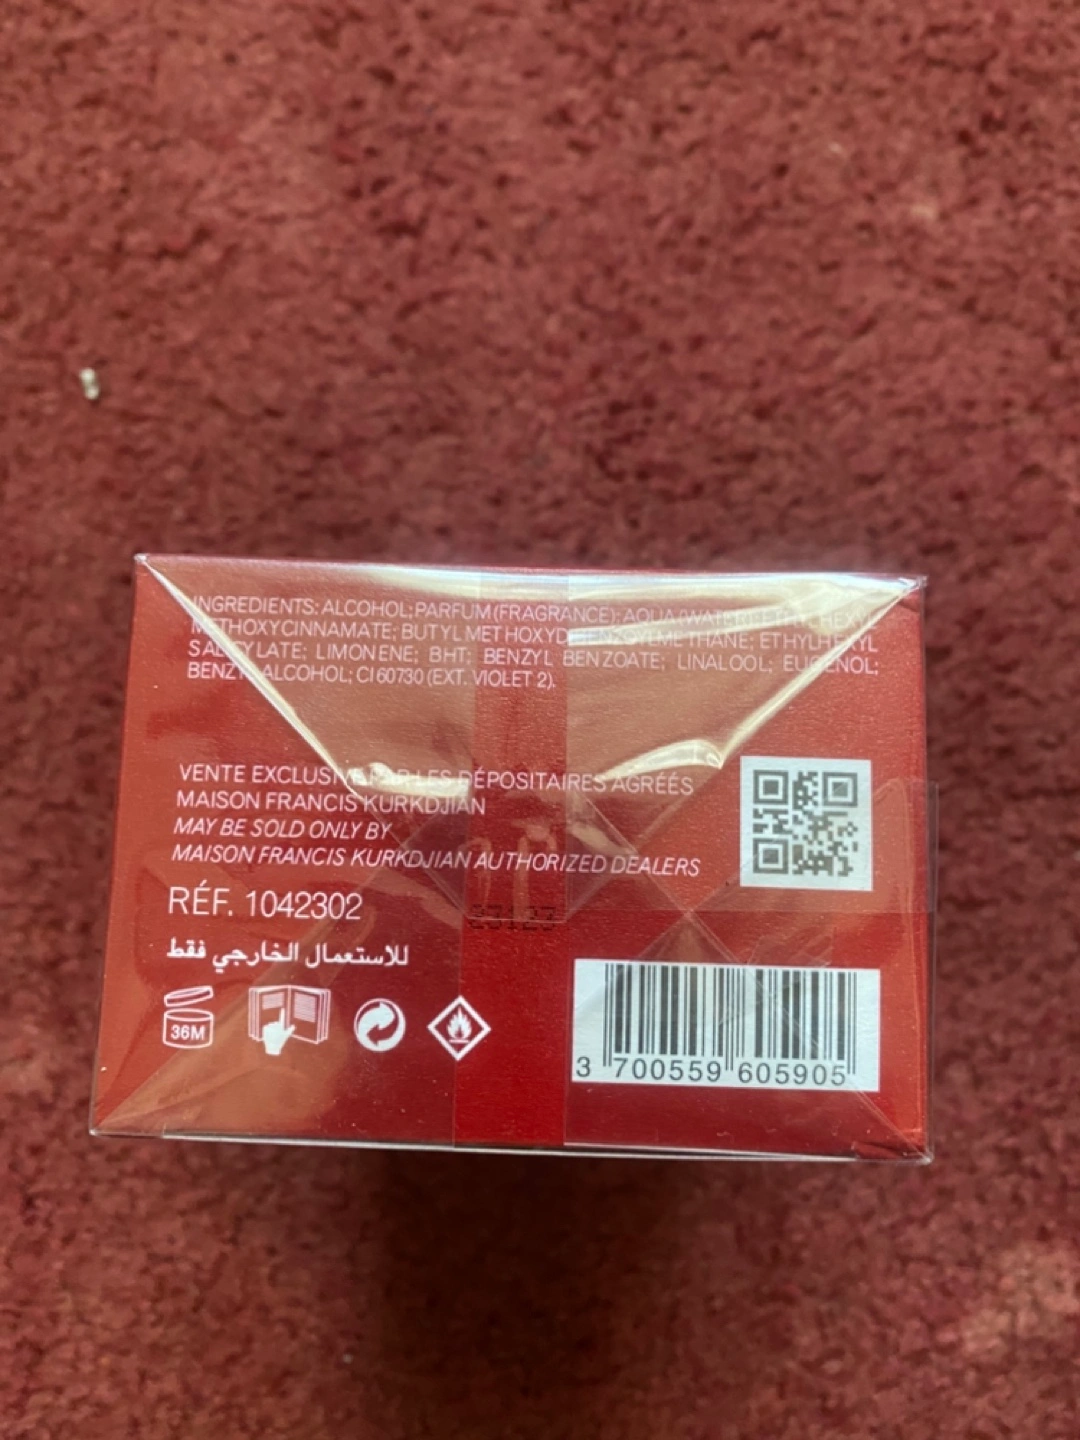 INGREDIENTS: ALCOHOL; PARFUM (FRAGRANCE); AQUA (WATER);
METHOXYCINNAMATE; BUTYL METHOXYDIBENZOYLMETHANE; ETHYLHEXYL
SALICYLATE; LIMONENE; BHT; BENZYL BENZOATE; LINALOOL; EUGENOL;
BENZYL ALCOHOL; CI 60730 (EXT. VIOLET 2).
VENTE EXCLUSIVE PAR LES DÉPOSITAIRES AGRÉÉS
MAISON FRANCIS KURKDJIAN
MAY BE SOLD ONLY BY
MAISON FRANCIS KURKDJIAN AUTHORIZED DEALERS
RÉF. 1042302
23123
للاستعمال الخارجي فقط
36M
3 700559 605905